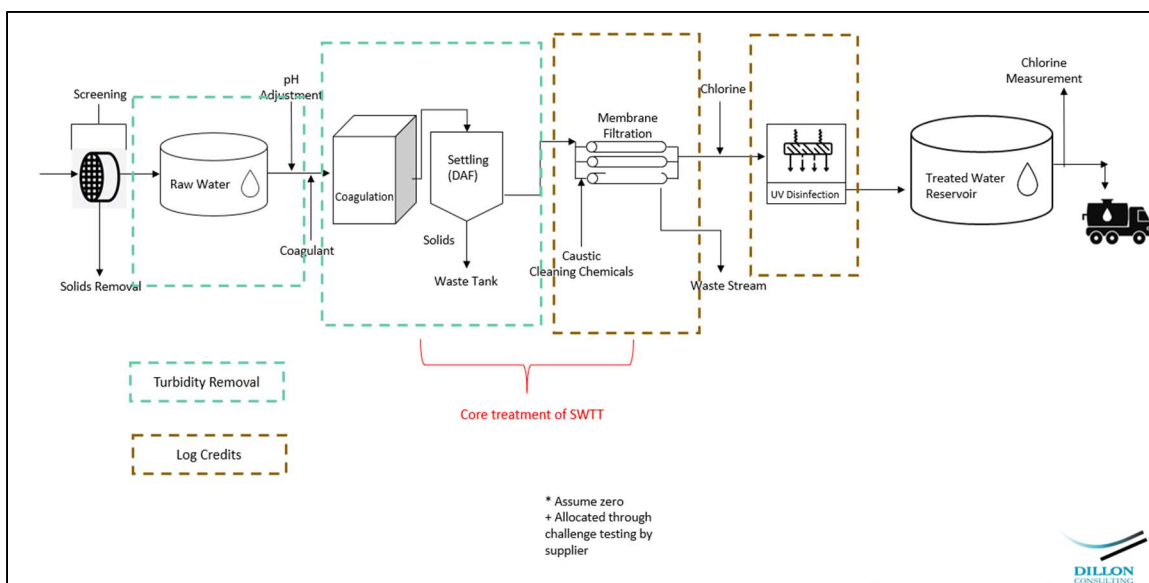 Screening
pH
Adjustment
Raw Water
Solids Removal
Coagulant
Coagulation
Settling
(DAF)
Solids
Waste Tank
Membrane
Filtration
Caustic
Cleaning Chemicals
Waste Stream
Chlorine
UV Disinfection
Treated Water
Reservoir
Chlorine
Measurement
Core treatment of SWTT
Turbidity Removal
Log Credits
* Assume zero
+ Allocated through
challenge testing by
supplier
DILLON
CONSULTING